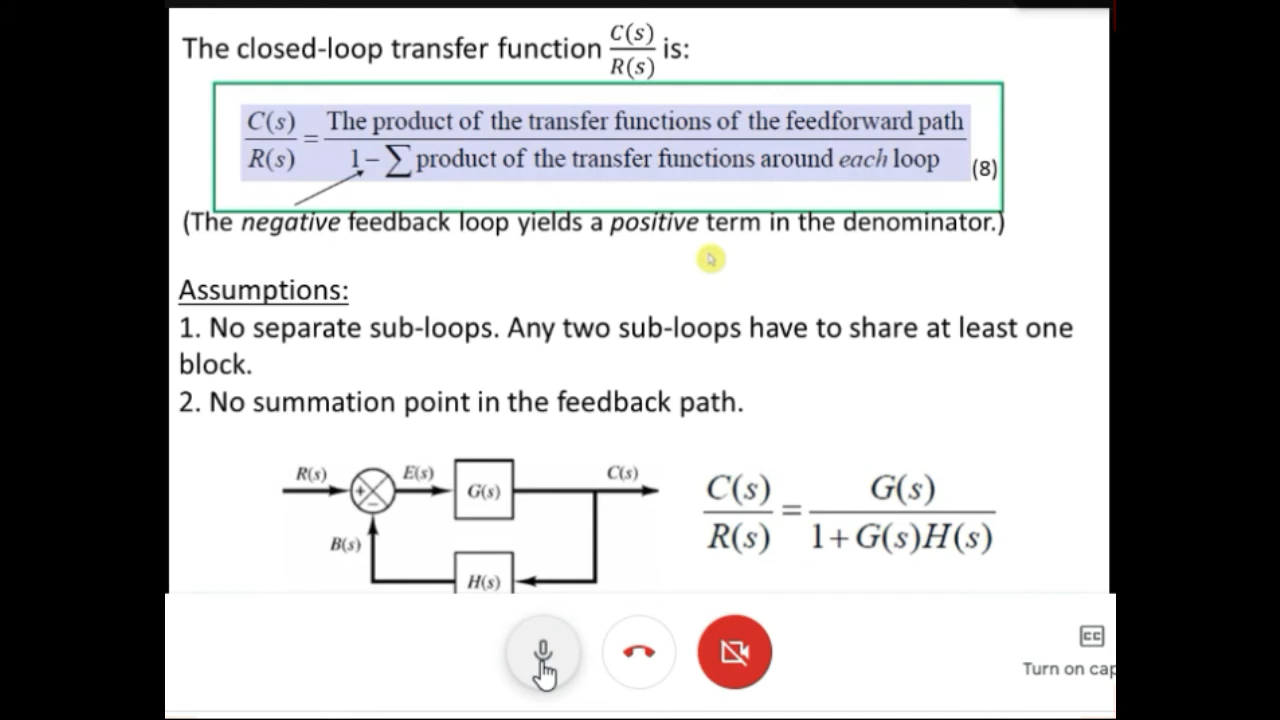 The closed-loop transfer function C(s)/R(s) is:
C(s)/R(s) = The product of the transfer functions of the feedforward path / 1 − ∑ product of the transfer functions around each loop (8)
(The negative feedback loop yields a positive term in the denominator.)
Assumptions:
1. No separate sub-loops. Any two sub-loops have to share at least one
block.
2. No summation point in the feedback path.
R(s) + − E(s) G(s) C(s)
B(s) H(s)
C(s)/R(s) = G(s) / 1+G(s)H(s)
CC
Turn on cap